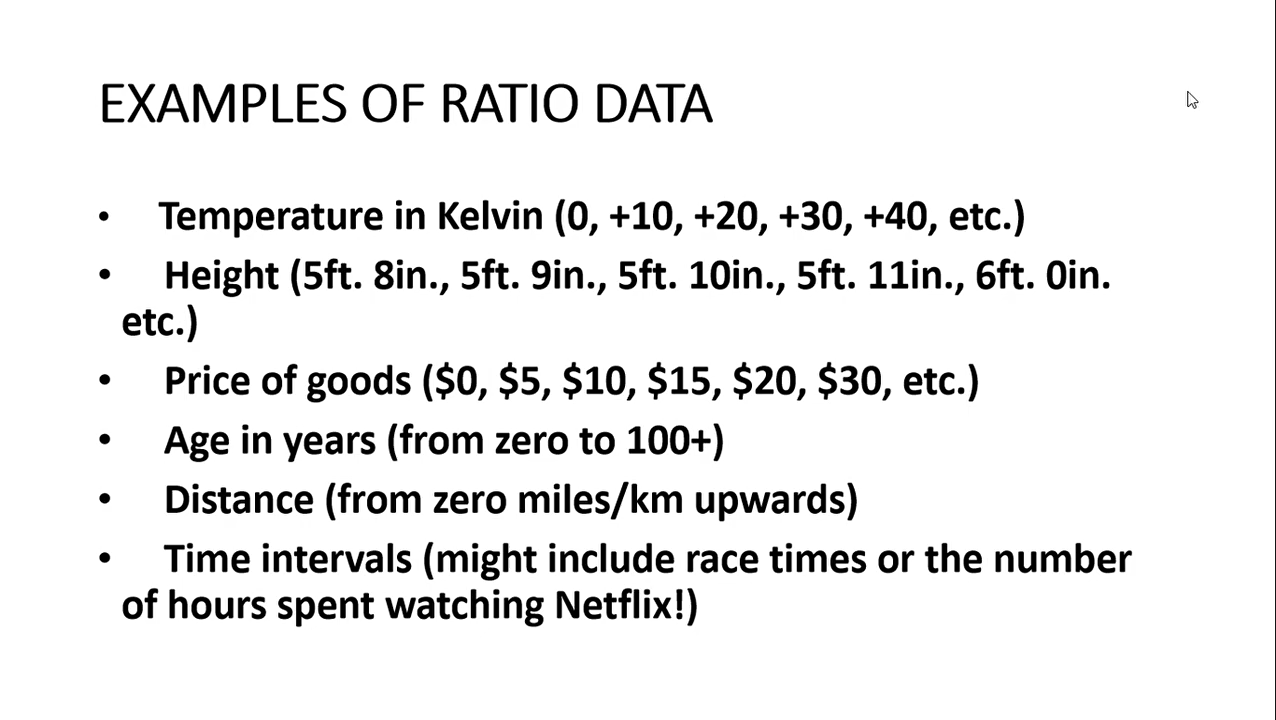 EXAMPLES OF RATIO DATA
• Temperature in Kelvin (0, +10, +20, +30, +40, etc.)
• Height (5ft. 8in., 5ft. 9in., 5ft. 10in., 5ft. 11in., 6ft. 0in.
etc.)
• Price of goods ($0, $5, $10, $15, $20, $30, etc.)
• Age in years (from zero to 100+)
• Distance (from zero miles/km upwards)
• Time intervals (might include race times or the number
of hours spent watching Netflix!)